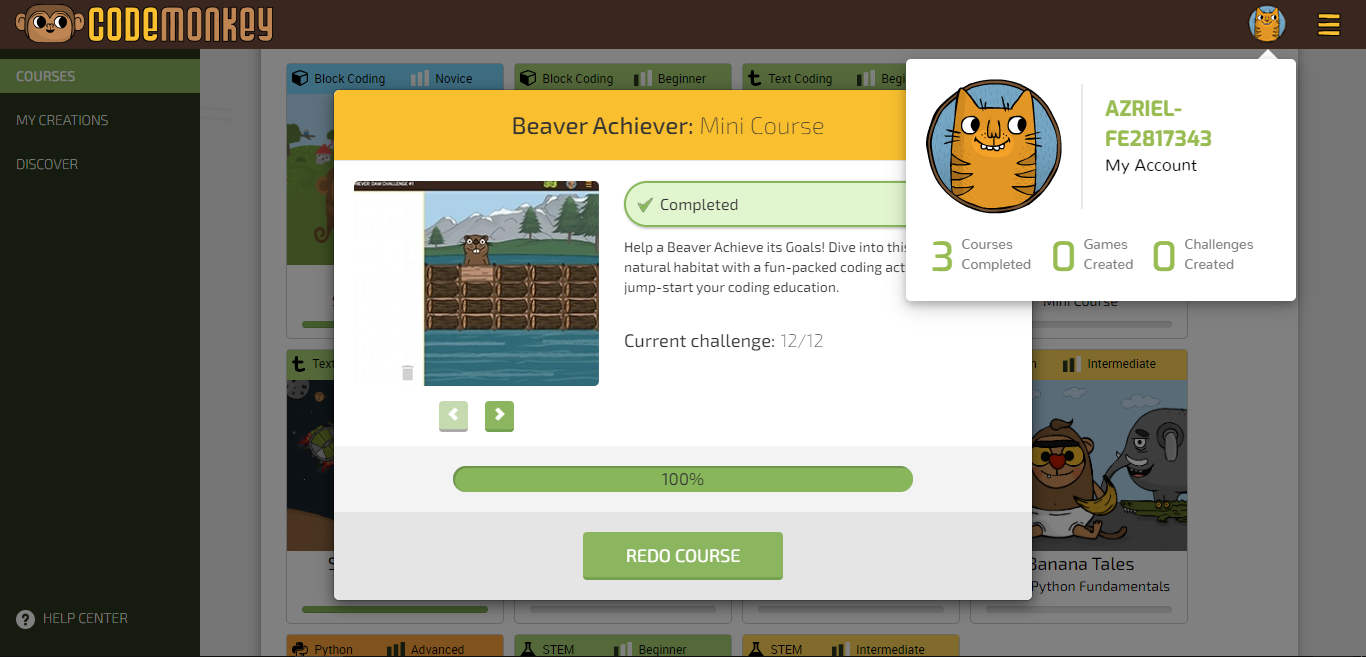 CODEMONKEY
COURSES
MY CREATIONS
DISCOVER
HELP CENTER
Block Coding Novice
Block Coding Beginner
Text Coding
Beaver Achiever: Mini Course
Completed
Help a Beaver Achieve its Goals! Dive into
natural habitat with a fun-packed coding
jump-start your coding education.
Current challenge: 12/12
100%
REDO COURSE
AZRIEL-
FE2817343
My Account
3 Courses Completed
0 Games Created
0 Challenges Created
Mini Course
Intermediate
Banana Tales
Python Fundamentals
Python Advanced
STEM Beginner
STEM Intermediate